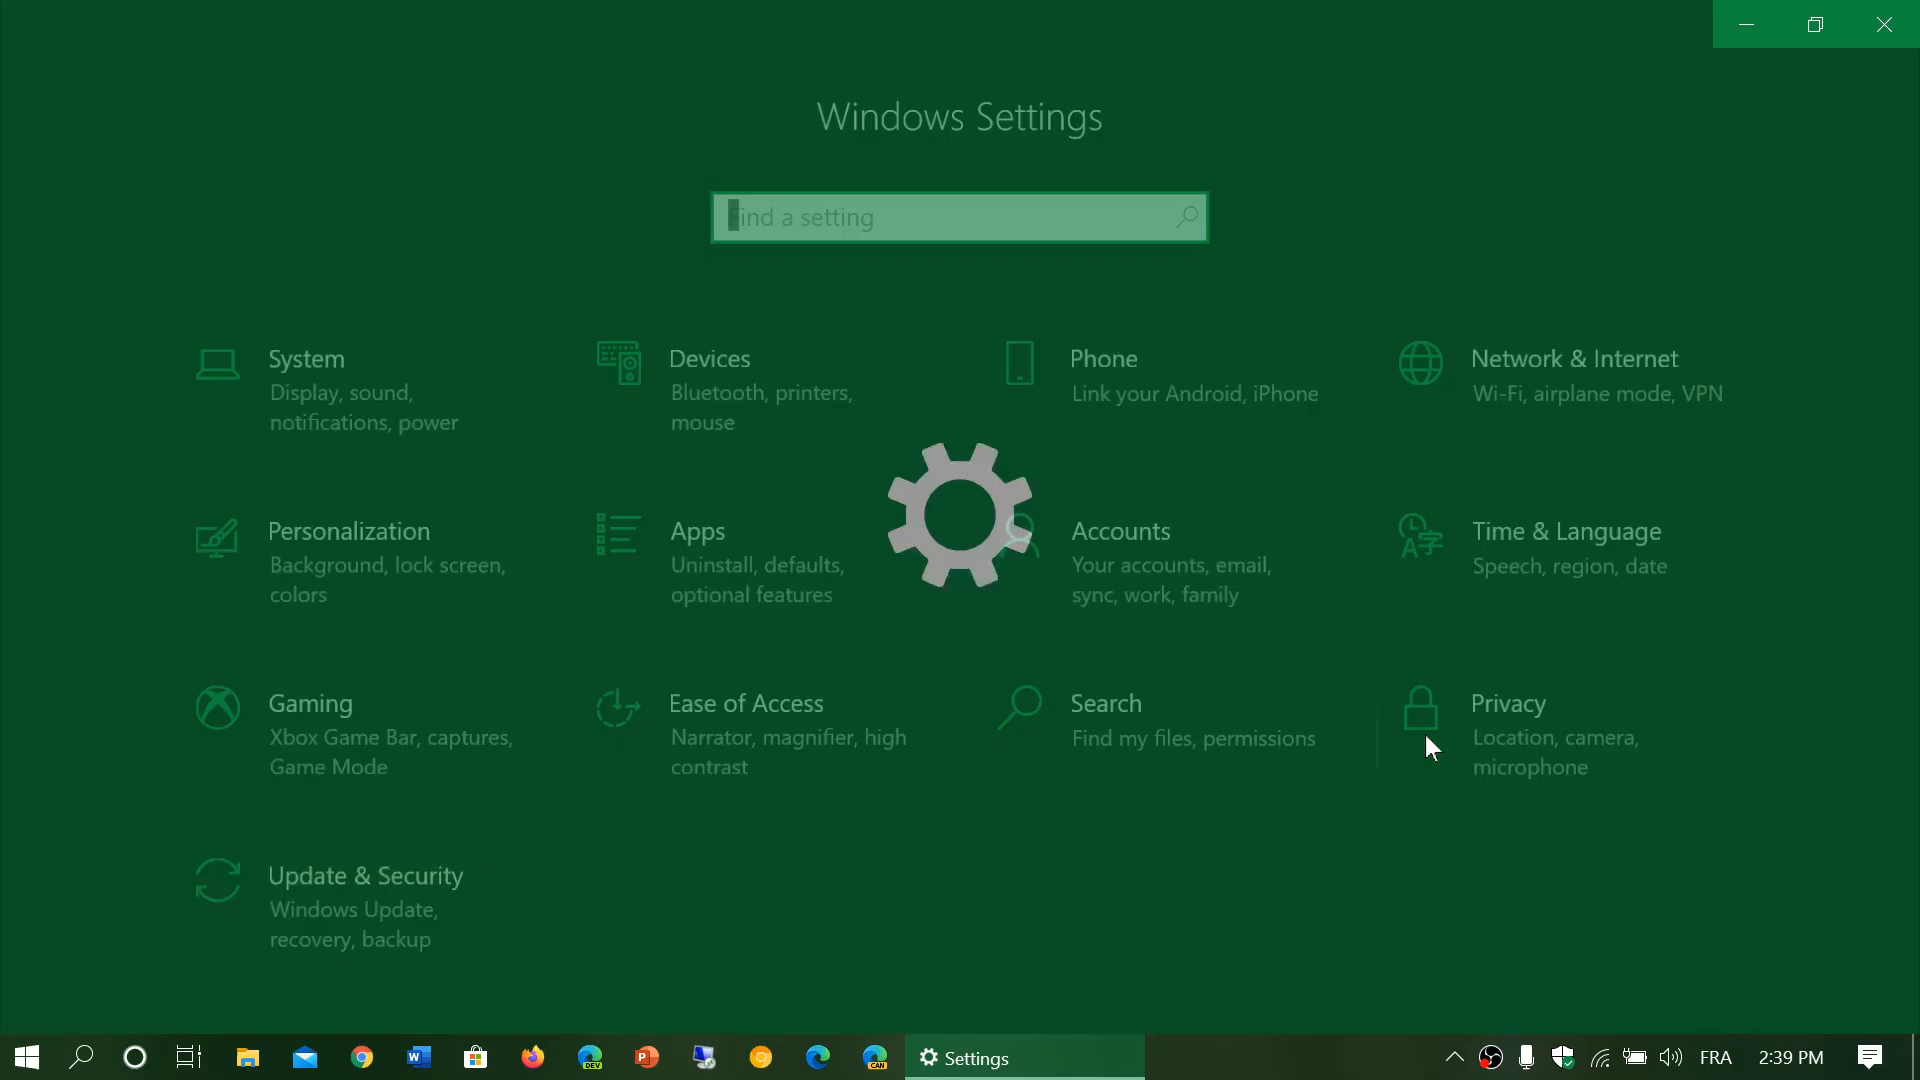 Windows Settings
Find a setting
System
Display, sound,
notifications, power
Devices
Bluetooth, printers,
mouse
Phone
Link your Android, iPhone
Network & Internet
Wi-Fi, airplane mode, VPN
Personalization
Background, lock screen,
colors
Apps
Uninstall, defaults,
optional features
Accounts
Your accounts, email,
sync, work, family
Time & Language
Speech, region, date
Gaming
Xbox Game Bar, captures,
Game Mode
Ease of Access
Narrator, magnifier, high
contrast
Search
Find my files, permissions
Privacy
Location, camera,
microphone
Update & Security
Windows Update,
recovery, backup
DEV
CAN
Settings
FRA
2:39 PM